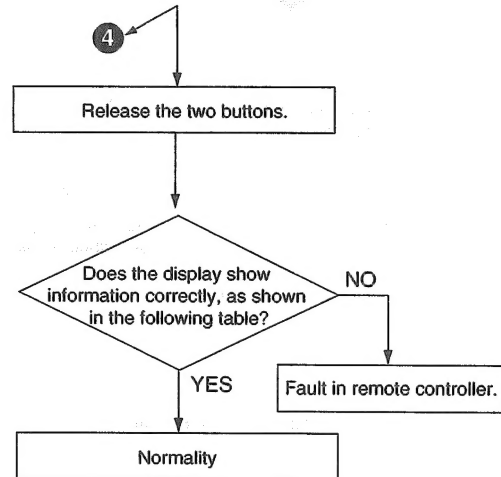 4
Release the two buttons.
Does the display show
information correctly, as shown
in the following table?
NO
YES
Fault in remote controller.
Normality